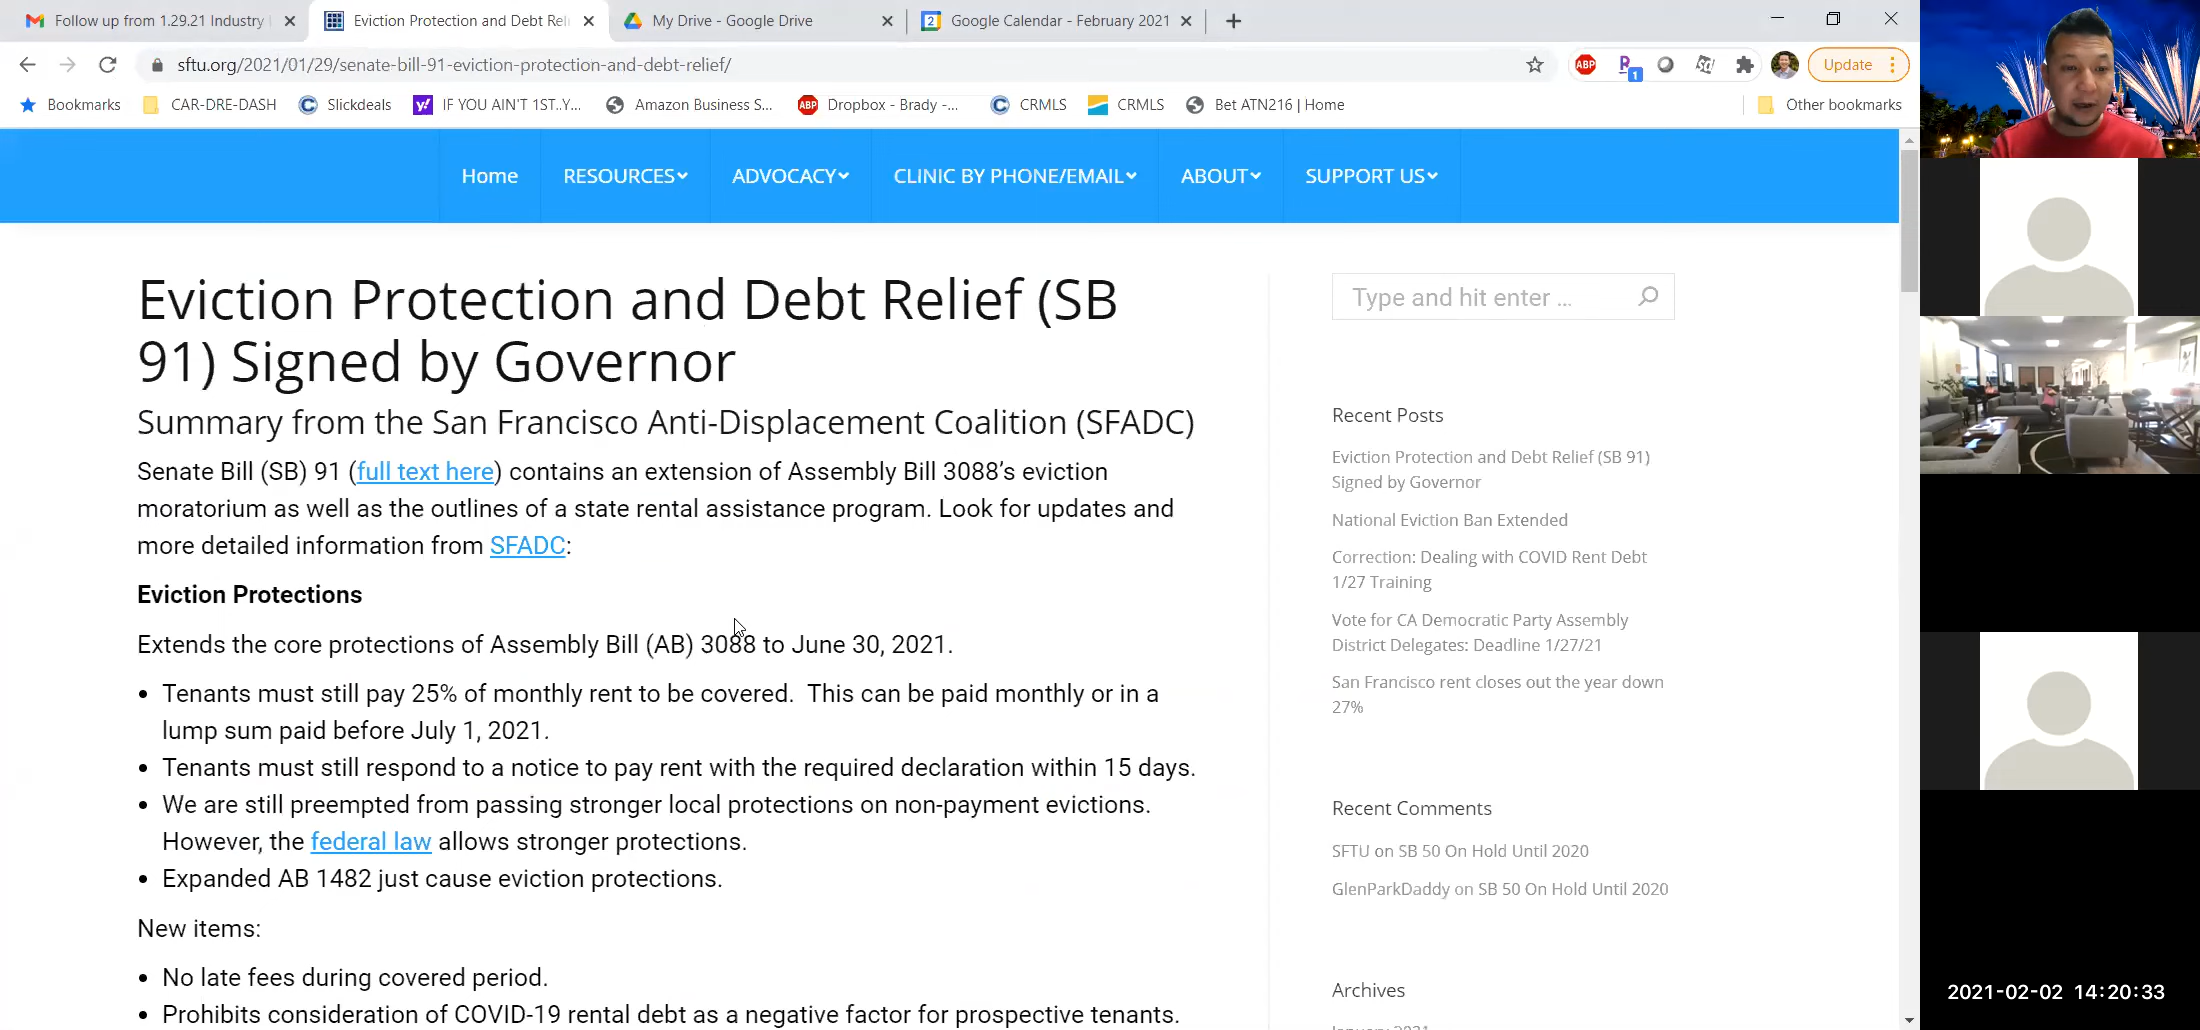 Follow up from 1.29.21 Industry
Eviction Protection and Debt Rel
My Drive - Google Drive
Google Calendar - February 2021
sftu.org/2021/01/29/senate-bill-91-eviction-protection-and-debt-relief/
ABP
1
Update
Bookmarks
CAR-DRE-DASH
Slickdeals
IF YOU AIN'T 1ST..Y...
Amazon Business S...
ABP
Dropbox - Brady -...
CRMLS
CRMLS
Bet ATN216 | Home
Other bookmarks
Home
RESOURCES
ADVOCACY
CLINIC BY PHONE/EMAIL
ABOUT
SUPPORT US
Eviction Protection and Debt Relief (SB
91) Signed by Governor
Summary from the San Francisco Anti-Displacement Coalition (SFADC)
Senate Bill (SB) 91 (full text here) contains an extension of Assembly Bill 3088’s eviction
moratorium as well as the outlines of a state rental assistance program. Look for updates and
more detailed information from SFADC:
Eviction Protections
Extends the core protections of Assembly Bill (AB) 3088 to June 30, 2021.
• Tenants must still pay 25% of monthly rent to be covered.  This can be paid monthly or in a
lump sum paid before July 1, 2021.
• Tenants must still respond to a notice to pay rent with the required declaration within 15 days.
• We are still preempted from passing stronger local protections on non-payment evictions.
However, the federal law allows stronger protections.
• Expanded AB 1482 just cause eviction protections.
New items:
• No late fees during covered period.
• Prohibits consideration of COVID-19 rental debt as a negative factor for prospective tenants.
Type and hit enter ...
Recent Posts
Eviction Protection and Debt Relief (SB 91)
Signed by Governor
National Eviction Ban Extended
Correction: Dealing with COVID Rent Debt
1/27 Training
Vote for CA Democratic Party Assembly
District Delegates: Deadline 1/27/21
San Francisco rent closes out the year down
27%
Recent Comments
SFTU on SB 50 On Hold Until 2020
GlenParkDaddy on SB 50 On Hold Until 2020
Archives
2021-02-02 14:20:33